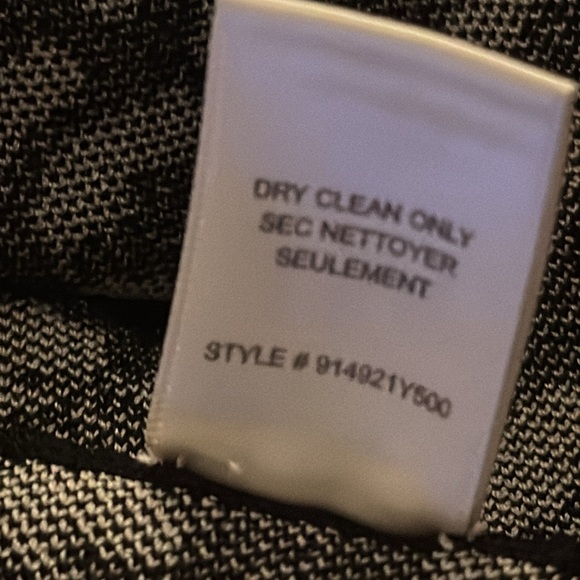 DRY CLEAN ONLY
SEC NETTOYER
SEULEMENT
STYLE # 914921Y500